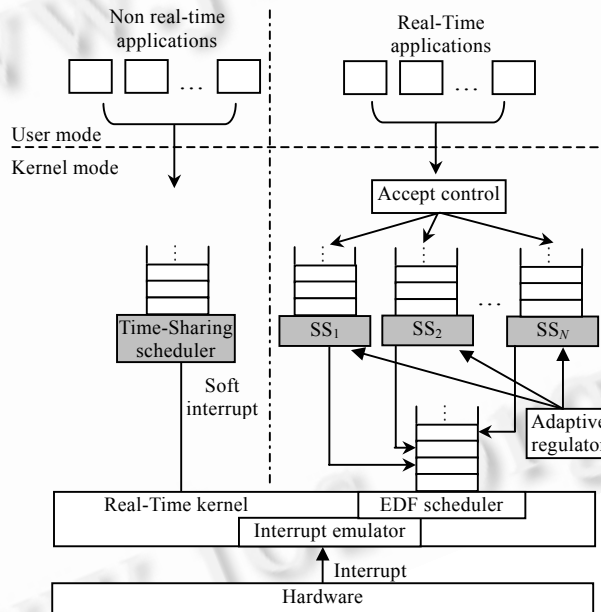 Non real-time
applications
Real-Time
applications
...
...
User mode
Kernel mode
Accept control
Time-Sharing
scheduler
SS1
SS2
...
SSN
Soft
interrupt
Adaptive
regulator
Real-Time kernel
EDF scheduler
Interrupt emulator
Interrupt
Hardware